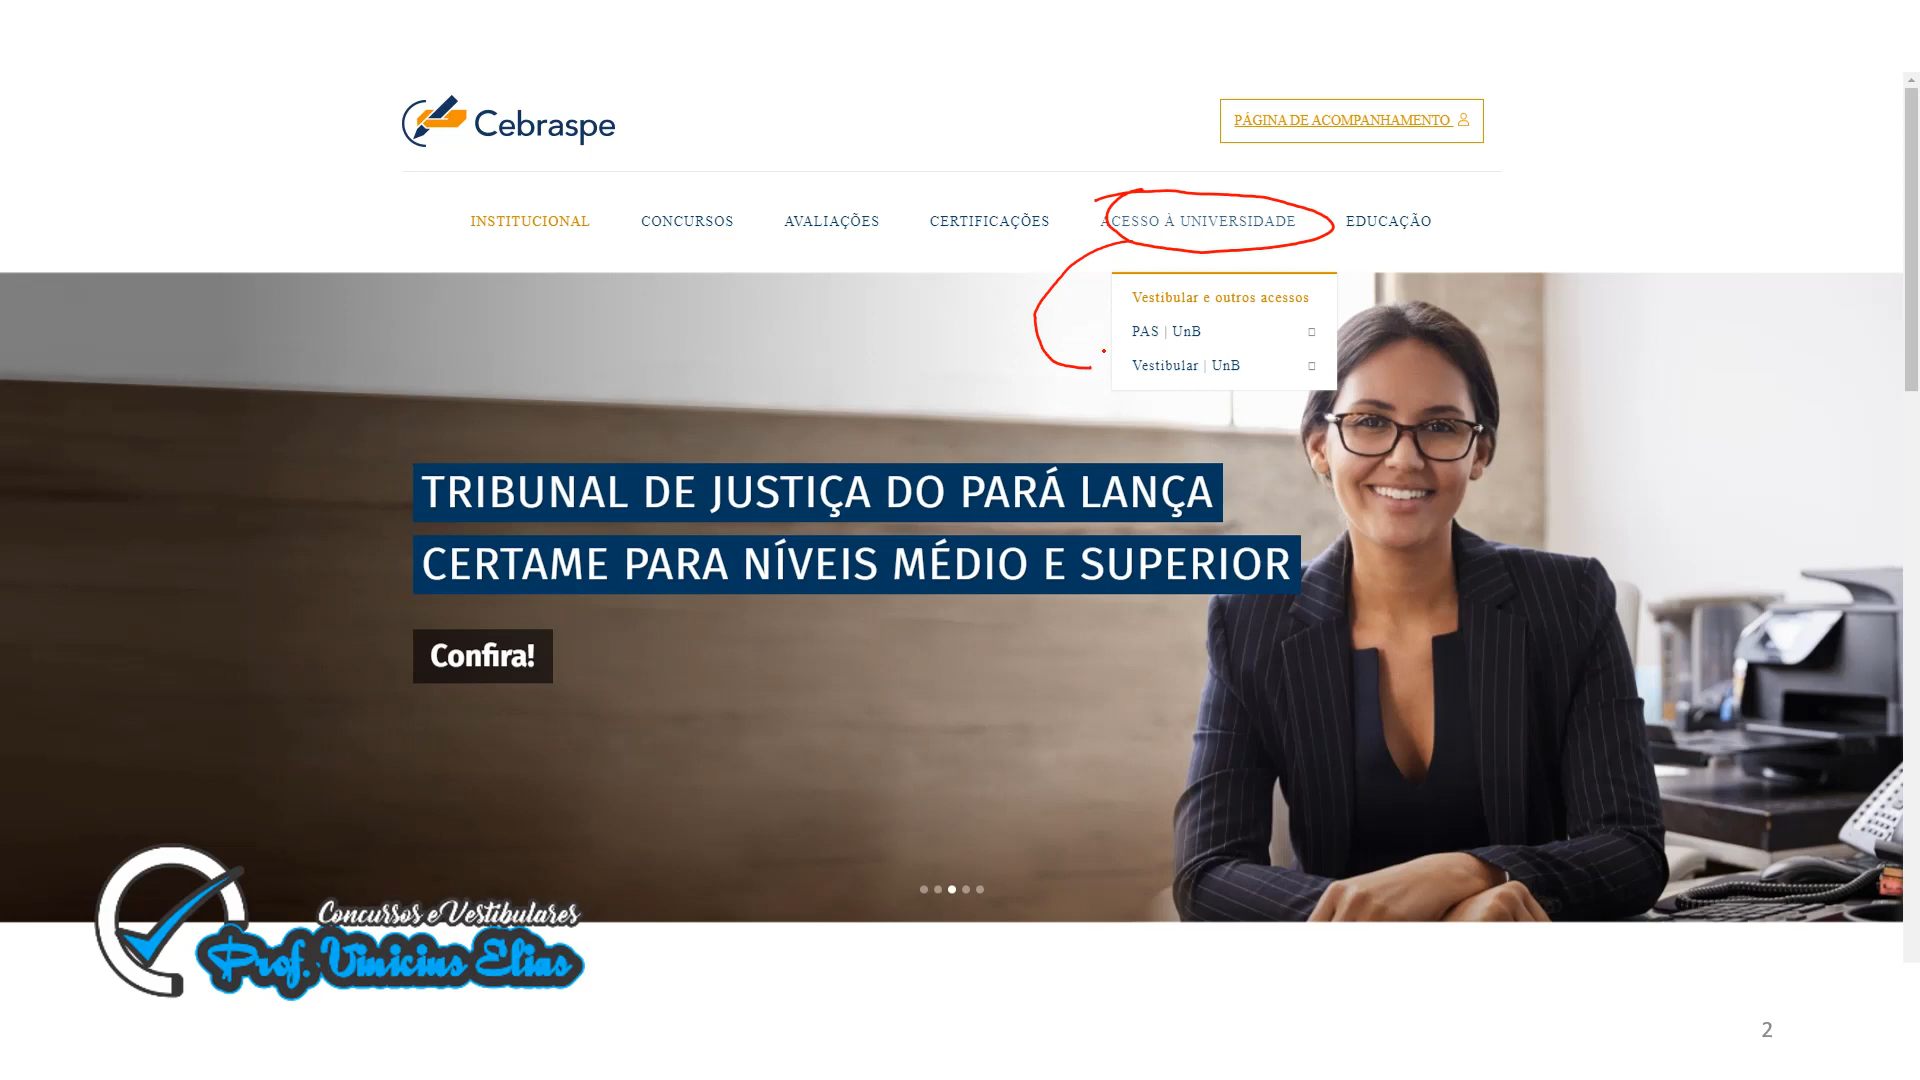 Cebraspe
PÁGINA DE ACOMPANHAMENTO
INSTITUCIONAL CONCURSOS AVALIAÇÕES CERTIFICAÇÕES ACESSO À UNIVERSIDADE EDUCAÇÃO
Vestibular e outros acessos
PAS | UnB
Vestibular | UnB
TRIBUNAL DE JUSTIÇA DO PARÁ LANÇA
CERTAME PARA NÍVEIS MÉDIO E SUPERIOR
Confira!
Concursos e Vestibulares
Prof. Vinicius Elias
2